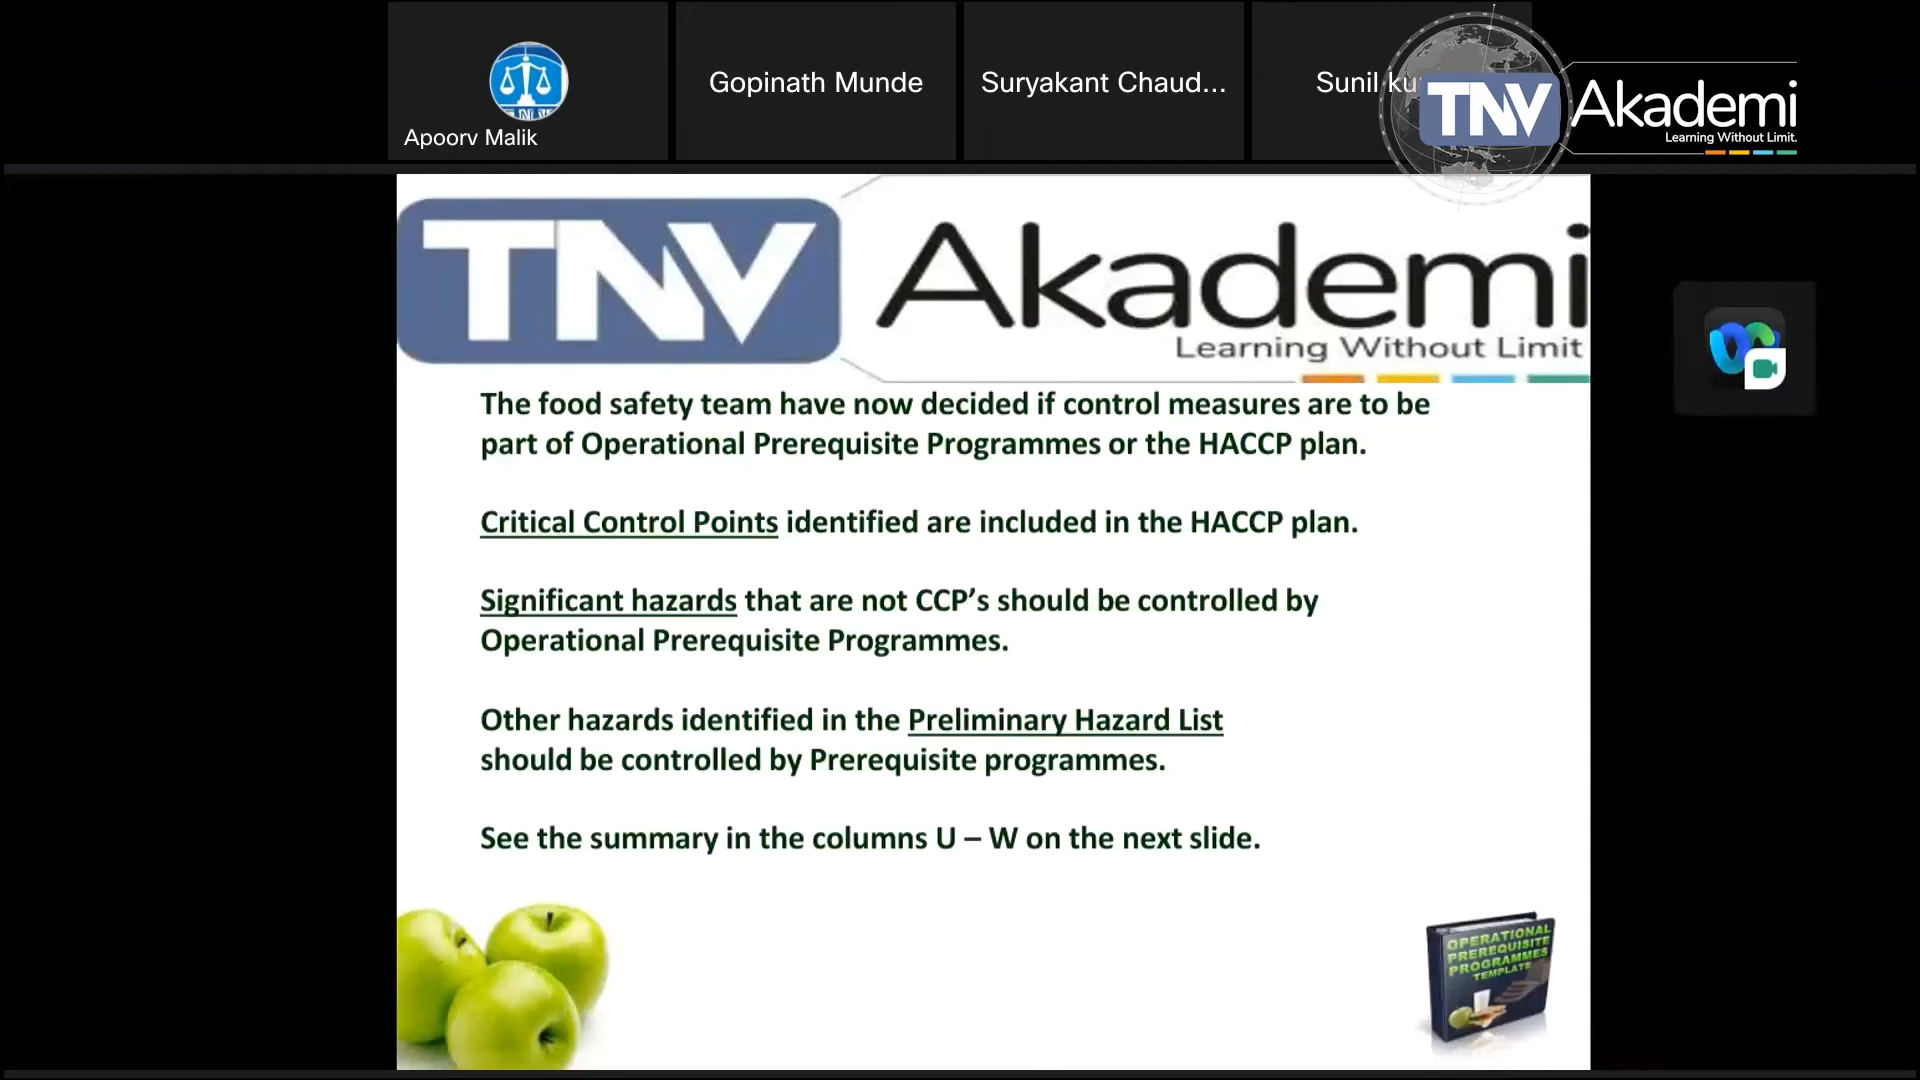 Apoorv Malik
Gopinath Munde
Suryakant Chaud...
Sunil ku
TNV Akademi
Learning Without Limit.
TNV Akademi
Learning Without Limit
The food safety team have now decided if control measures are to be
part of Operational Prerequisite Programmes or the HACCP plan.
Critical Control Points identified are included in the HACCP plan.
Significant hazards that are not CCP’s should be controlled by
Operational Prerequisite Programmes.
Other hazards identified in the Preliminary Hazard List
should be controlled by Prerequisite programmes.
See the summary in the columns U – W on the next slide.
OPERATIONAL
PREREQUISITE
PROGRAMMES
TEMPLATE